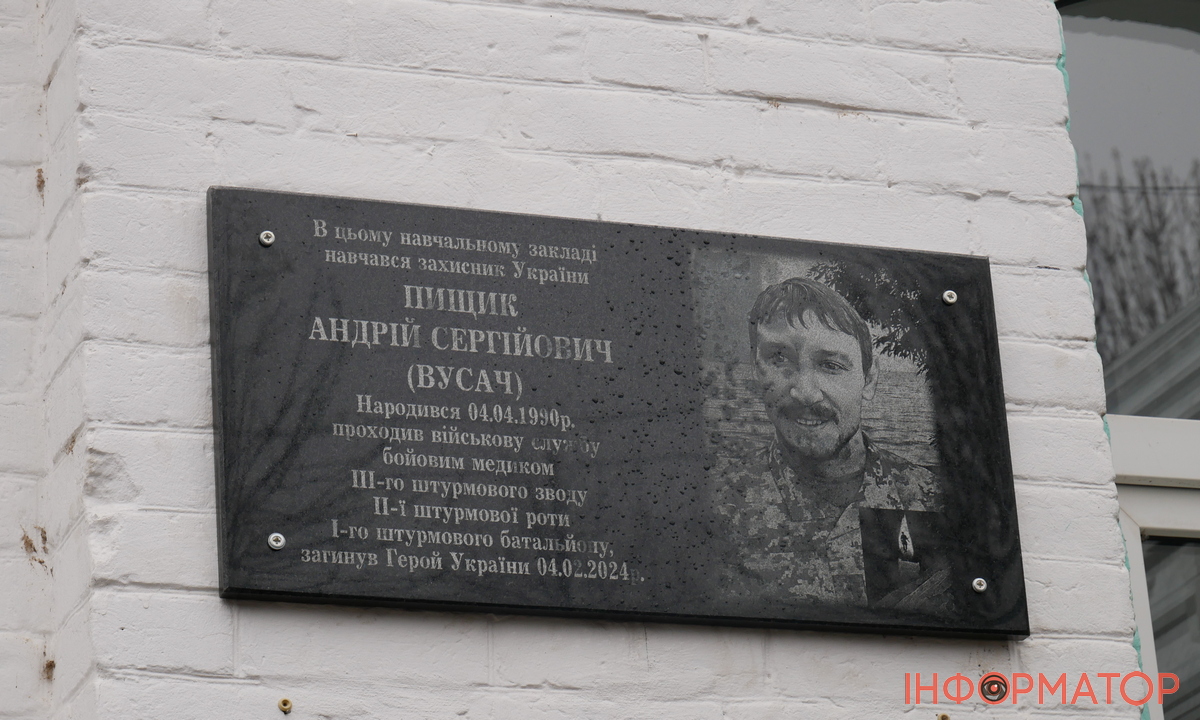 В цьому навчальному закладі
навчався захисник України
ПИЩИК
АНДРІЙ СЕРГІЙОВИЧ
(ВУСАЧ)
Народився 04.04.1990р.
проходив військову службу
бойовим медиком
III-го штурмового зводу
II-ї штурмової роти
I-го штурмового батальйону,
загинув Герой України 04.02.2024р.
ІНФОРМАТОР